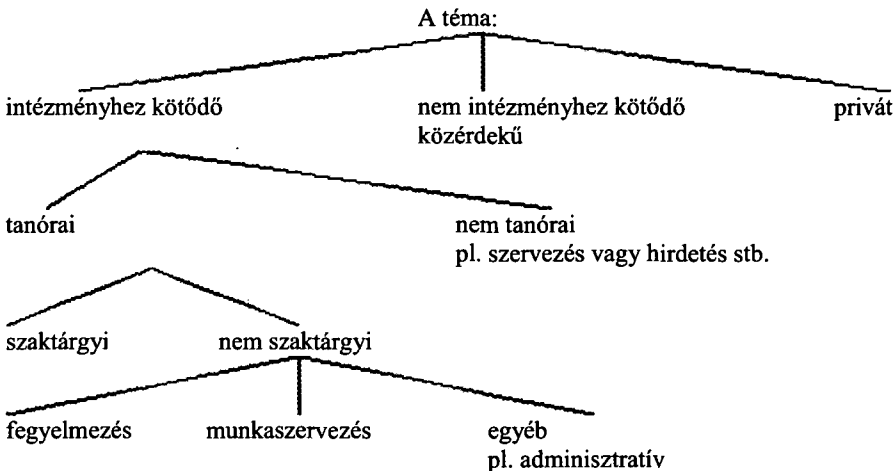 A téma:
intézményhez kötődő
nem intézményhez kötődő
közérdekű
privát
tanórai
nem tanórai
pl. szervezés vagy hirdetés stb.
szaktárgyi
nem szaktárgyi
fegyelmezés
munkaszervezés
egyéb
pl. adminisztratív